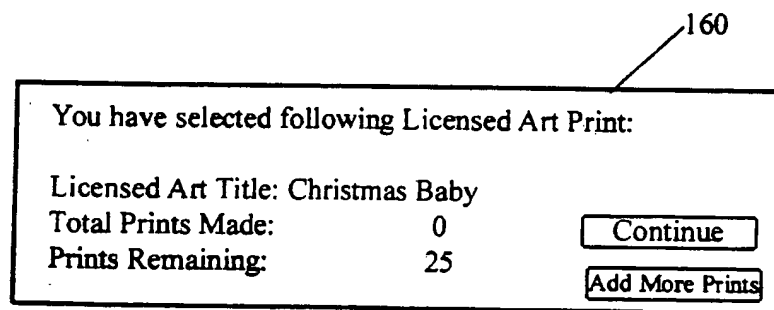 160
You have selected following Licensed Art Print:
Licensed Art Title: Christmas Baby
Total Prints Made: 0
Continue
Prints Remaining: 25
Add More Prints